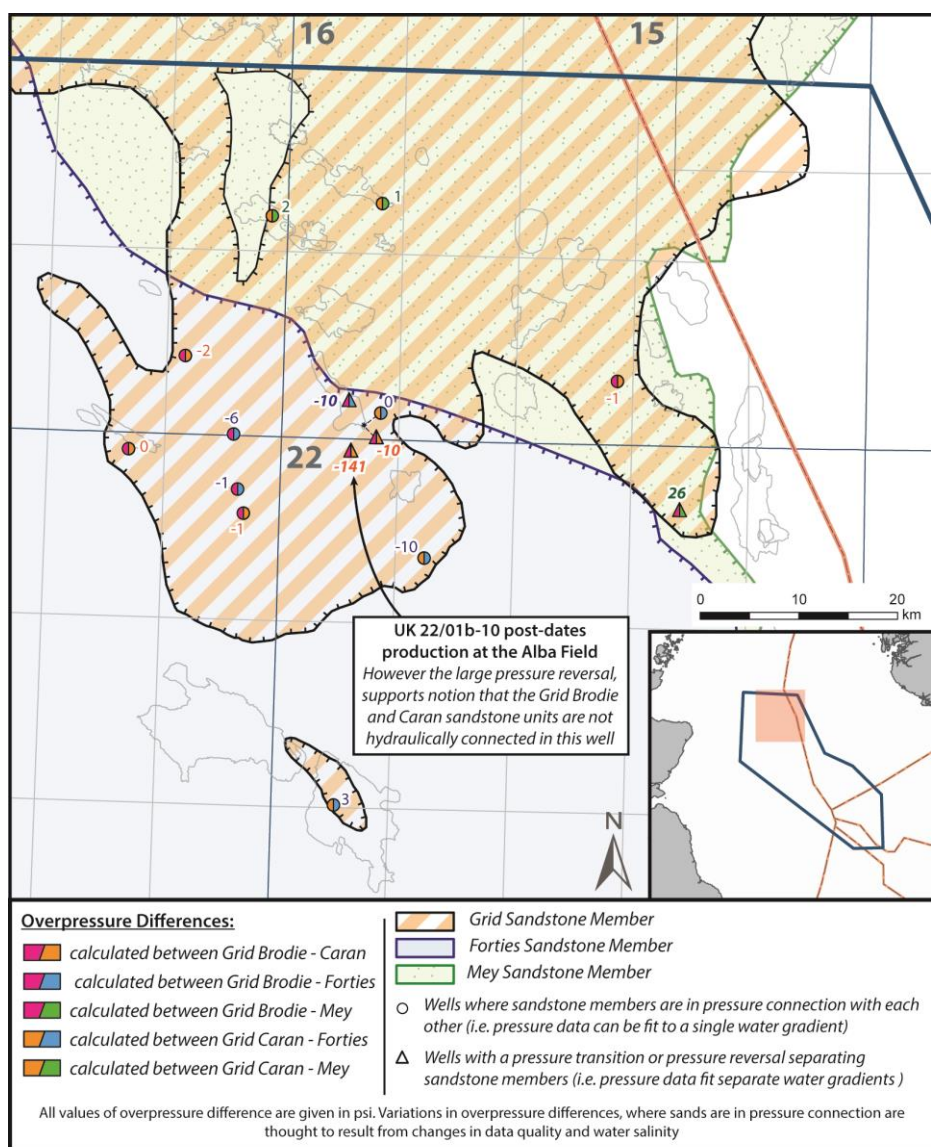 16
15
2
1
-2
-10
0
-1
-6
22
-10
0
-141
-1
26
-1
-10
0 10 20
km
UK 22/01b-10 post-dates
production at the Alba Field
However the large pressure reversal,
supports notion that the Grid Brodie
and Caran sandstone units are not
hydraulically connected in this well
3
N
Overpressure Differences:
calculated between Grid Brodie - Caran
calculated between Grid Brodie - Forties
calculated between Grid Brodie - Mey
calculated between Grid Caran - Forties
calculated between Grid Caran - Mey
Grid Sandstone Member
Forties Sandstone Member
Mey Sandstone Member
Wells where sandstone members are in pressure connection with each
other (i.e. pressure data can be fit to a single water gradient)
Wells with a pressure transition or pressure reversal separating
sandstone members (i.e. pressure data fit separate water gradients )
All values of overpressure difference are given in psi. Variations in overpressure differences, where sands are in pressure connection are
thought to result from changes in data quality and water salinity